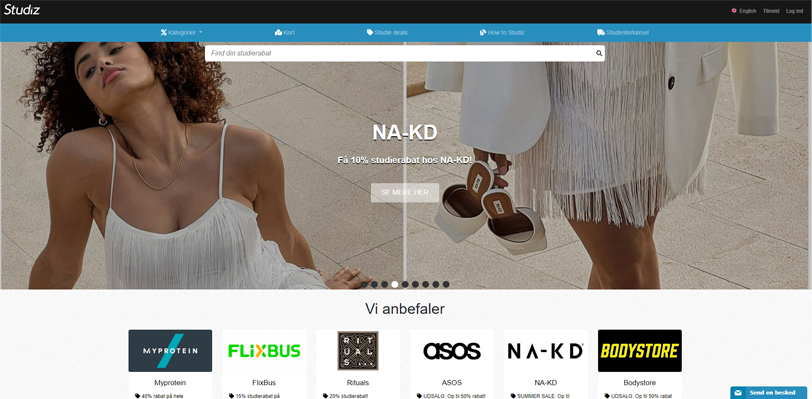 Studiz
English Tilmeld Log ind
Kategorier Kort Studie deals How to Studiz Studenterkørsel
Find din studierabat
NA-KD
Få 10% studierabat hos NA-KD!
SE MERE HER
Vi anbefaler
MYPROTEIN FLiXBUS RITUALS asos NA-KD BODYSTORE
Myprotein FlixBus Rituals ASOS NA-KD Bodystore
40% rabat på hele 15% studierabat på 20% studierabat! UDSALG: Op til 50% rabat! SUMMER SALE: Op til UDSALG: Op til 50% rabat
Send en besked